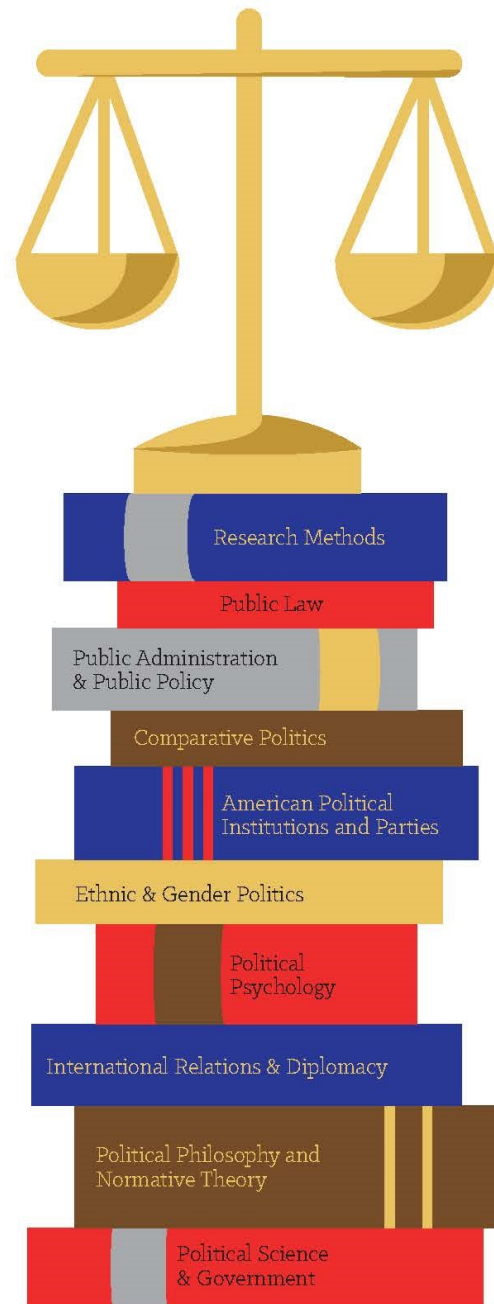 Research Methods
Public Law
Public Administration
& Public Policy
Comparative Politics
American Political
Institutions and Parties
Ethnic & Gender Politics
Political
Psychology
International Relations & Diplomacy
Political Philosophy and
Normative Theory
Political Science
& Government